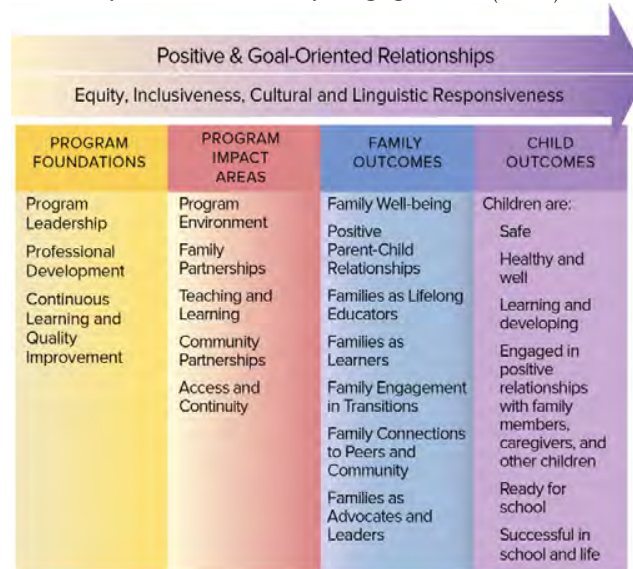 Positive & Goal-Oriented Relationships
Equity, Inclusiveness, Cultural and Linguistic Responsiveness
PROGRAM
FOUNDATIONS
Program
Leadership
Professional
Development
Continuous
Learning and
Quality
Improvement
PROGRAM
IMPACT
AREAS
Program
Environment
Family
Partnerships
Teaching and
Learning
Community
Partnerships
Access and
Continuity
FAMILY
OUTCOMES
Family Well-being
Positive
Parent-Child
Relationships
Families as Lifelong
Educators
Families as
Learners
Family Engagement
in Transitions
Family Connections
to Peers and
Community
Families as
Advocates and
Leaders
CHILD
OUTCOMES
Children are:
Safe
Healthy and
well
Learning and
developing
Engaged in
positive
relationships
with family
members,
caregivers, and
other children
Ready for
school
Successful in
school and life